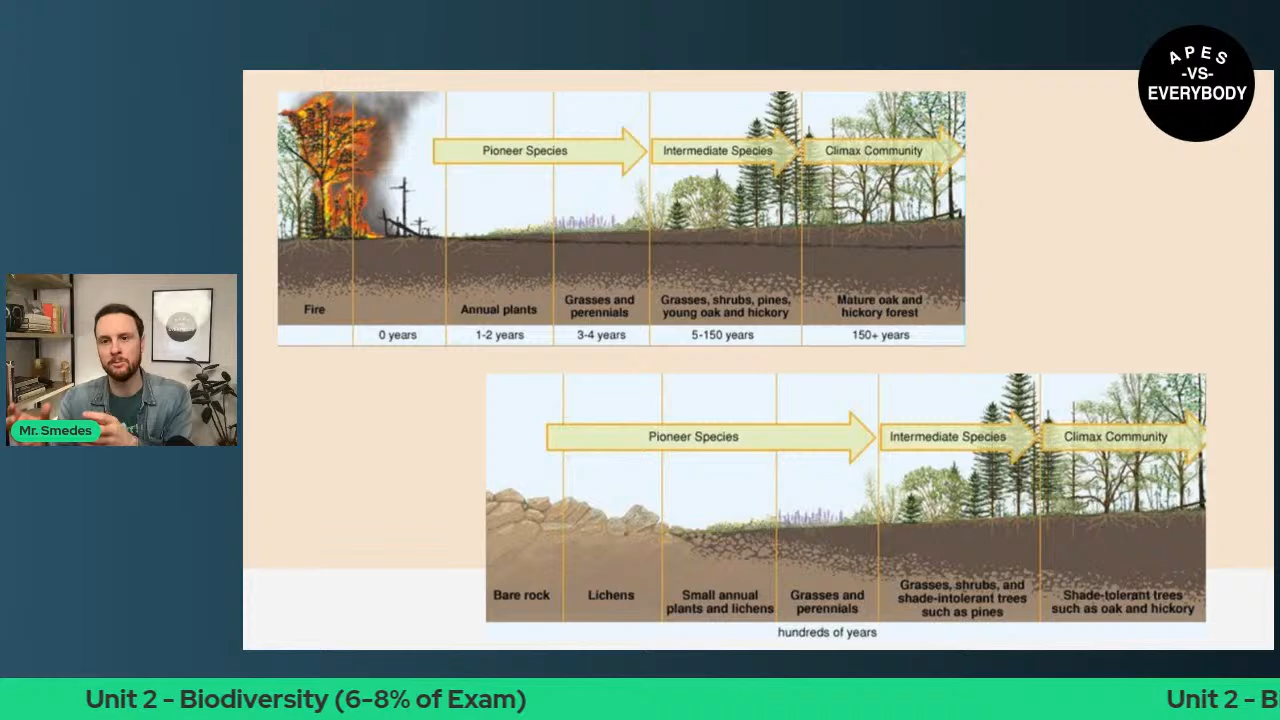 APES
-VS-
EVERYBODY
Pioneer Species
Intermediate Species
Climax Community
Fire
Annual plants
Grasses and
perennials
Grasses, shrubs, pines,
young oak and hickory
Mature oak and
hickory forest
0 years
1-2 years
3-4 years
5-150 years
150+ years
Mr. Smedes
Pioneer Species
Intermediate Species
Climax Community
Bare rock
Lichens
Small annual
plants and lichens
Grasses and
perennials
Grasses, shrubs, and
shade-intolerant trees
such as pines
Shade-tolerant trees
such as oak and hickory
hundreds of years
Unit 2 - Biodiversity (6-8% of Exam)
Unit 2 - B